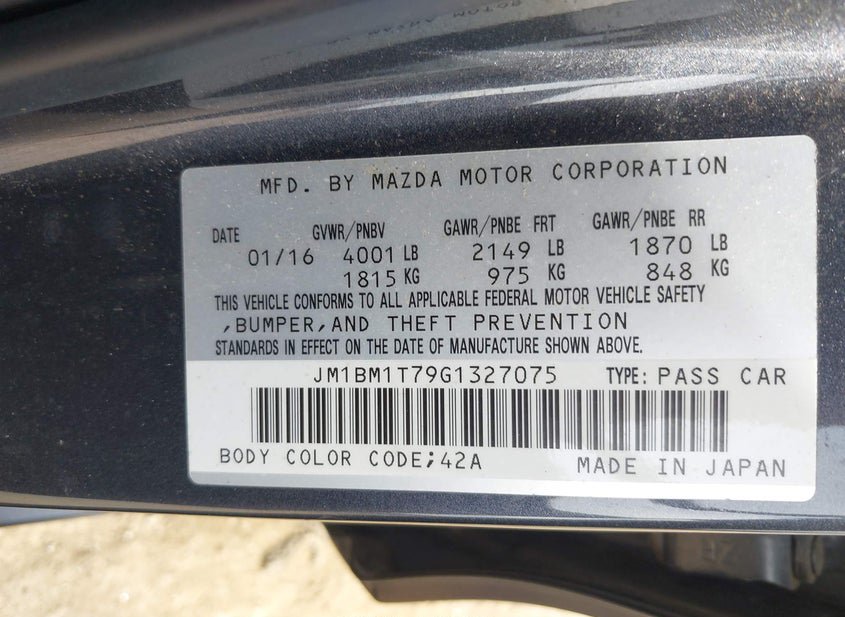 MFD. BY MAZDA MOTOR CORPORATION
DATE GVWR/PNBV GAWR/PNBE FRT GAWR/PNBE RR
01/16 4001 LB 2149 LB 1870 LB
1815 KG 975 KG 848 KG
THIS VEHICLE CONFORMS TO ALL APPLICABLE FEDERAL MOTOR VEHICLE SAFETY
,BUMPER,AND THEFT PREVENTION
STANDARDS IN EFFECT ON THE DATE OF MANUFACTURE SHOWN ABOVE.
JM1BM1T79G1327075 TYPE: PASS CAR
BODY COLOR CODE;42A MADE IN JAPAN